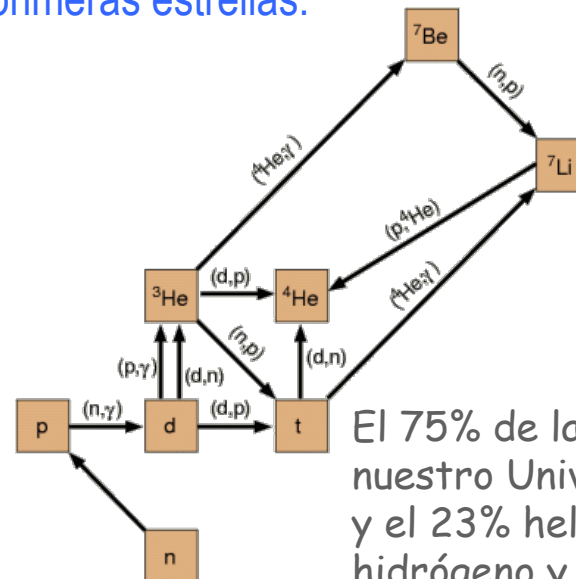 primeras estrellas.
⁷Be
(n,p)
(⁴He,γ)
⁷Li
(p,⁴He)
³He
(d,p)
⁴He
(⁴He,γ)
(n,p)
(p,γ)
(d,n)
(d,n)
p
(n,γ)
d
(d,p)
t
El 75% de la
nuestro Univ
y el 23% hel
hidrógeno y
n